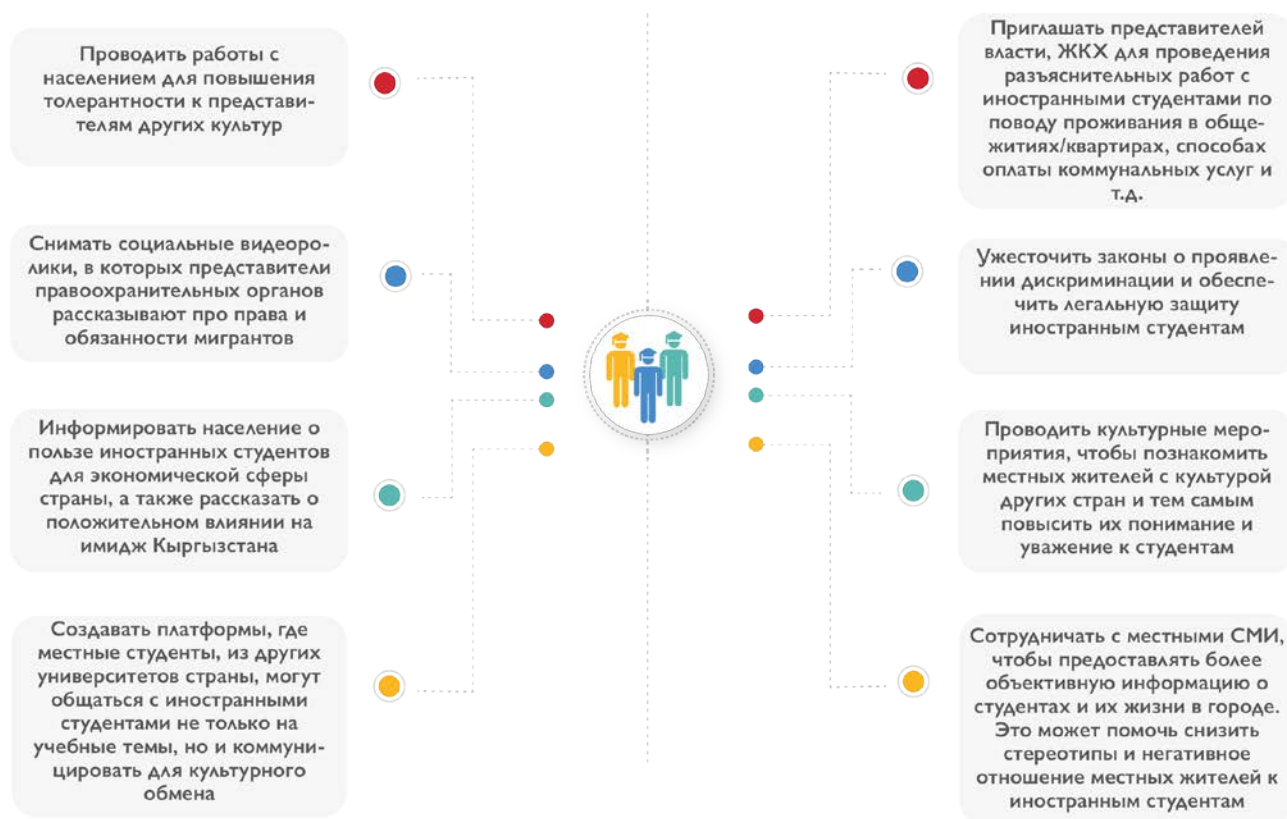 Проводить работы с
населением для повышения
толерантности к представи-
телям других культур
Снимать социальные видеоро-
лики, в которых представители
правоохранительных органов
рассказывают про права и
обязанности мигрантов
Информировать население о
пользе иностранных студентов
для экономической сферы
страны, а также рассказать о
положительном влиянии на
имидж Кыргызстана
Создавать платформы, где
местные студенты, из других
университетов страны, могут
общаться с иностранными
студентами не только на
учебные темы, но и коммуни-
цировать для культурного
обмена
Приглашать представителей
власти, ЖКХ для проведения
разъяснительных работ с
иностранными студентами по
поводу проживания в обще-
житиях/квартирах, способах
оплаты коммунальных услуг и
т.д.
Ужесточить законы о проявле-
нии дискриминации и обеспе-
чить легальную защиту
иностранным студентам
Проводить культурные меро-
приятия, чтобы познакомить
местных жителей с культурой
других стран и тем самым
повысить их понимание и
уважение к студентам
Сотрудничать с местными СМИ,
чтобы предоставлять более
объективную информацию о
студентах и их жизни в городе.
Это может помочь снизить
стереотипы и негативное
отношение местных жителей к
иностранным студентам